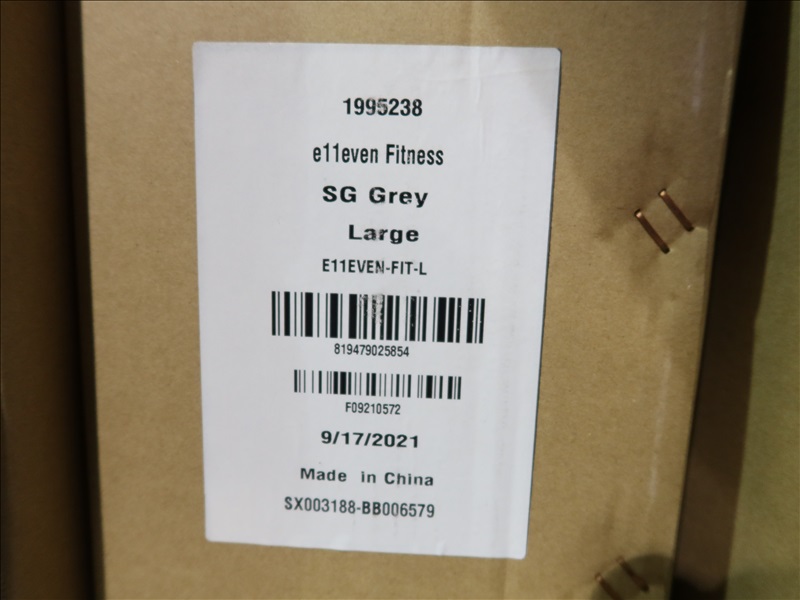 1995238
e11even Fitness
SG Grey
Large
E11EVEN-FIT-L
819479025854
F09210572
9/17/2021
Made in China
SX003188-BB006579